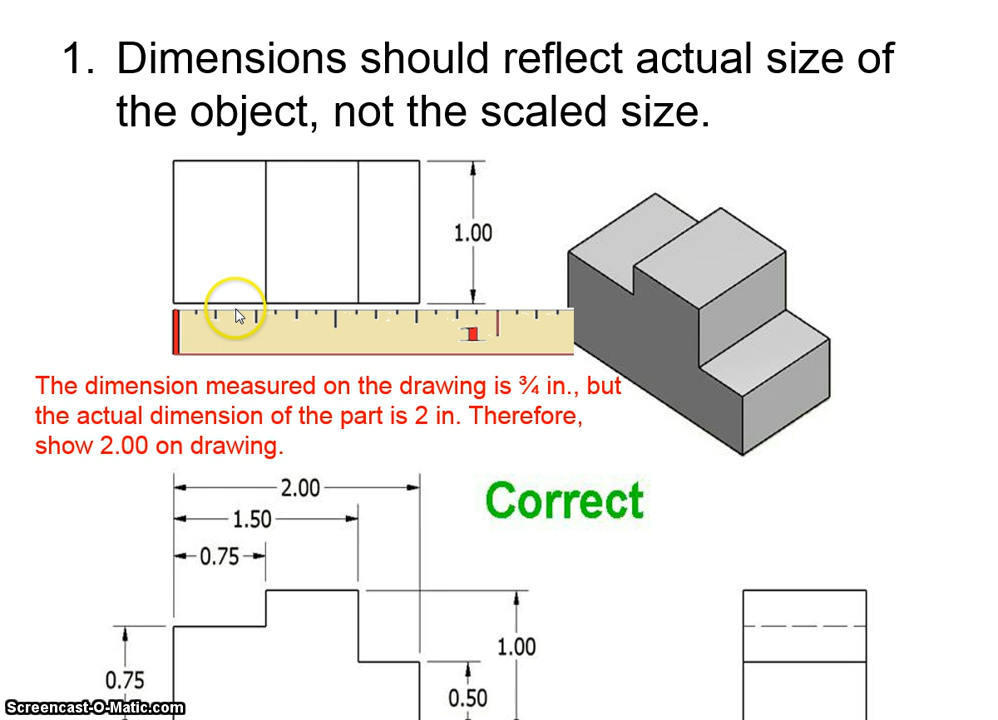 1. Dimensions should reflect actual size of
the object, not the scaled size.
1.00
1
The dimension measured on the drawing is ¾ in., but
the actual dimension of the part is 2 in. Therefore,
show 2.00 on drawing.
2.00
Correct
1.50
0.75
1.00
0.75
0.50
Screencast-O-Matic.com